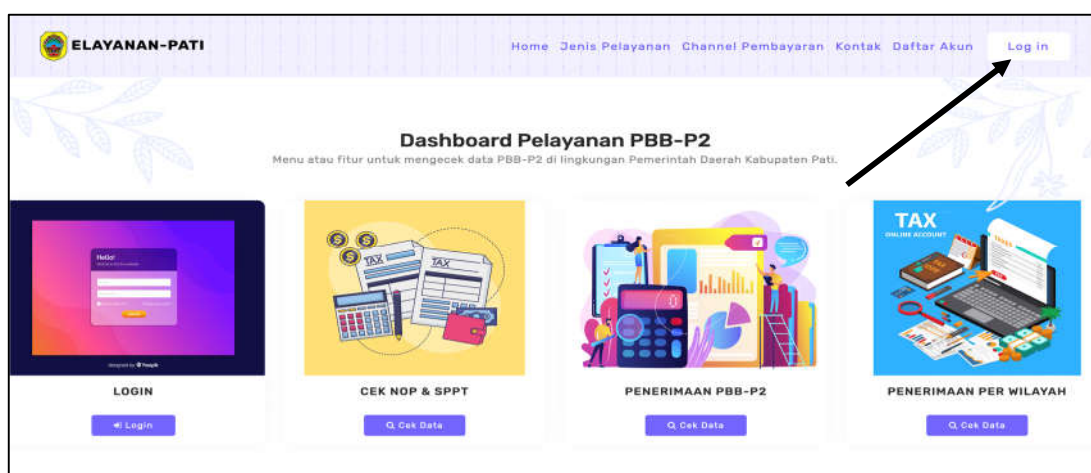 ELAYANAN-PATI
Home Jenis Pelayanan Channel Pembayaran Kontak Daftar Akun Log in
Dashboard Pelayanan PBB-P2
Menu atau fitur untuk mengecek data PBB-P2 di lingkungan Pemerintah Daerah Kabupaten Pati.
Hello!
TAX TAX
TAX
ONLINE ACCOUNT
TAXES
LOGIN
CEK NOP & SPPT
PENERIMAAN PBB-P2
PENERIMAAN PER WILAYAH
Login
Cek Data
Cek Data
Cek Data